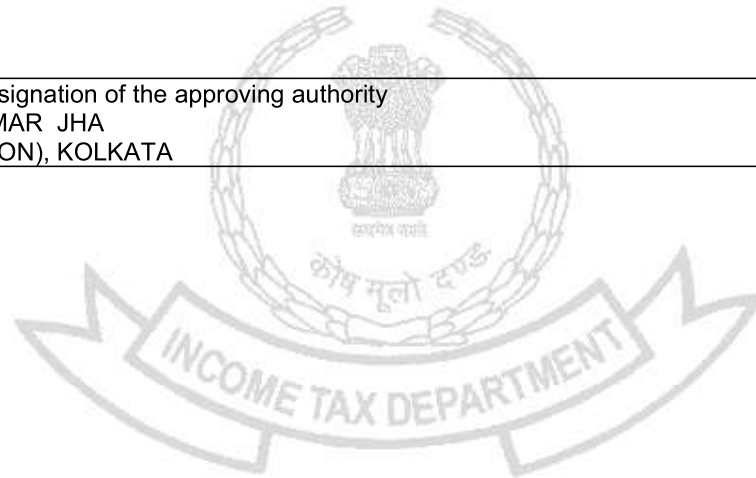 signation of the approving authority
MAR JHA
ON), KOLKATA
सत्यमेव जयते
कोष मूलो दण्ड
INCOME TAX DEPARTMENT